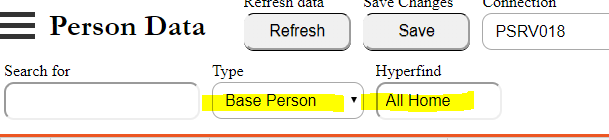 Refresh data Save Changes Connection
Person Data Refresh Save PSRV018
Search for Type Hyperfind
Base Person All Home